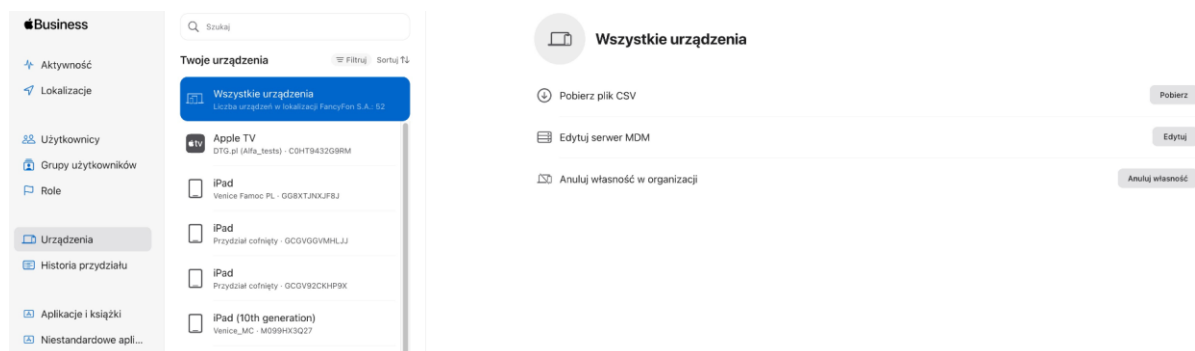 Business
Aktywność
Lokalizacje
Użytkownicy
Grupy użytkowników
Role
Urządzenia
Historia przydziału
Aplikacje i książki
Niestandardowe apli...
Szukaj
Twoje urządzenia
Filtruj
Sortuj
Wszystkie urządzenia
Liczba urządzeń w lokalizacji FancyFon S.A.: 52
tv
Apple TV
DTG.pl (Alfa_tests) · C0HT9432G9RM
iPad
Venice Famoc PL · GG8XTJNXJF8J
iPad
Przydział cofnięty · GCGVGGVMHLJJ
iPad
Przydział cofnięty · GCGV92CKHP9X
iPad (10th generation)
Venice_MC · M099HX3Q27
Wszystkie urządzenia
Pobierz plik CSV
Pobierz
Edytuj serwer MDM
Edytuj
Anuluj własność w organizacji
Anuluj własność